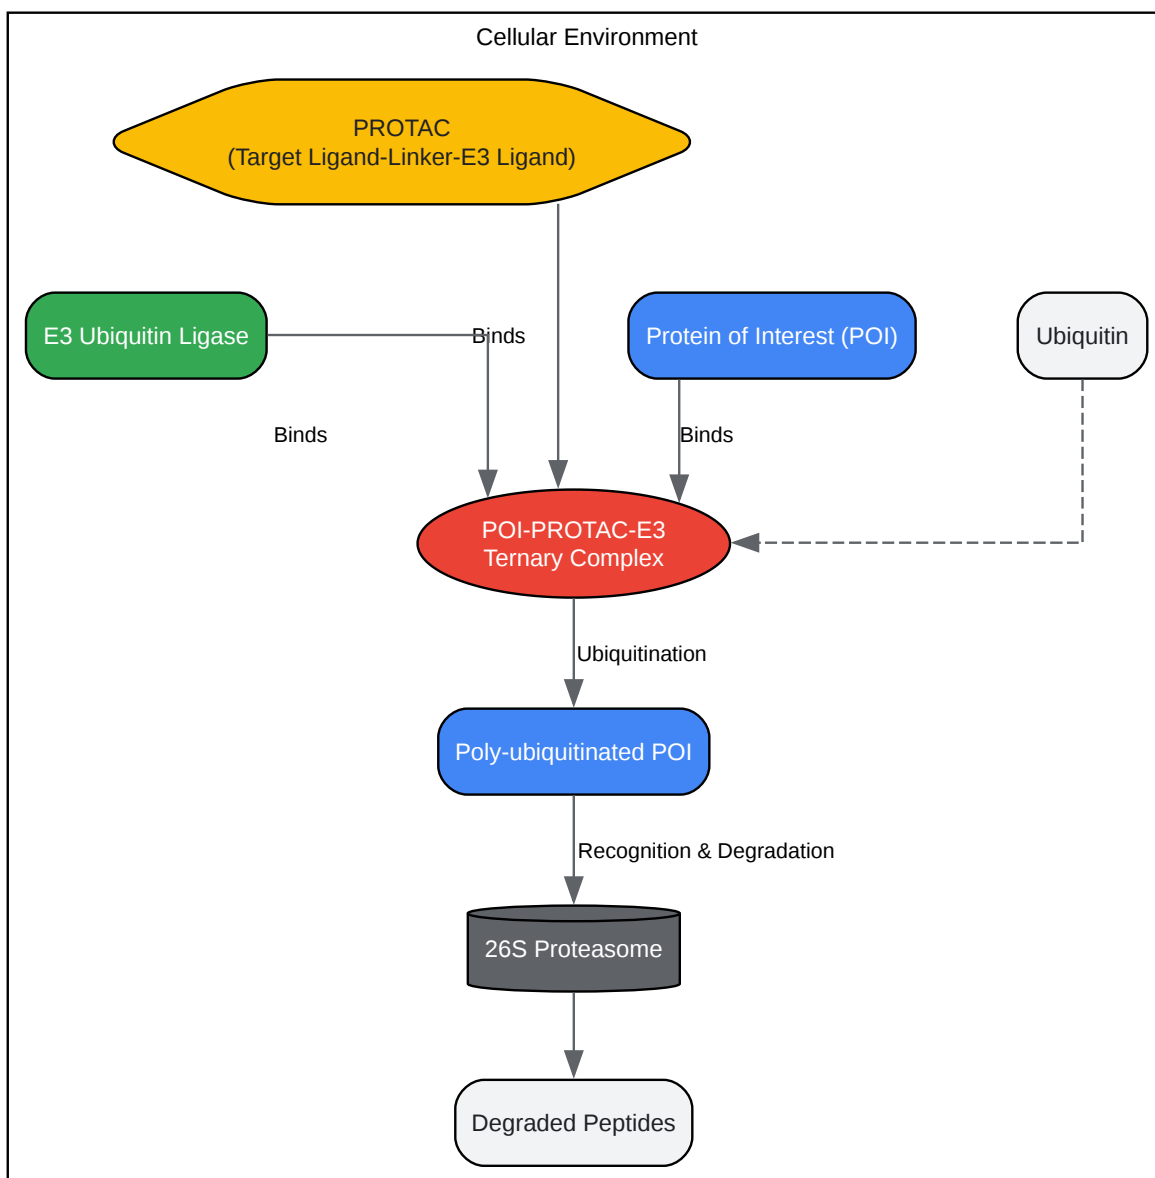 Cellular Environment
PROTAC
(Target Ligand-Linker-E3 Ligand)
E3 Ubiquitin Ligase
Binds
Protein of Interest (POI)
Ubiquitin
Binds
Binds
POI-PROTAC-E3
Ternary Complex
Ubiquitination
Poly-ubiquitinated POI
Recognition & Degradation
26S Proteasome
Degraded Peptides